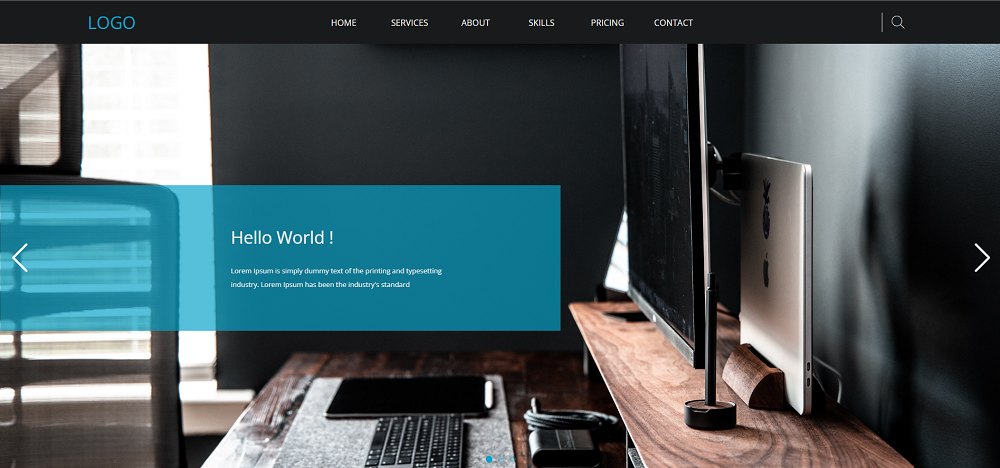 LOGO
HOME SERVICES ABOUT SKILLS PRICING CONTACT
Hello World !
Lorem Ipsum is simply dummy text of the printing and typesetting
industry. Lorem Ipsum has been the industry's standard